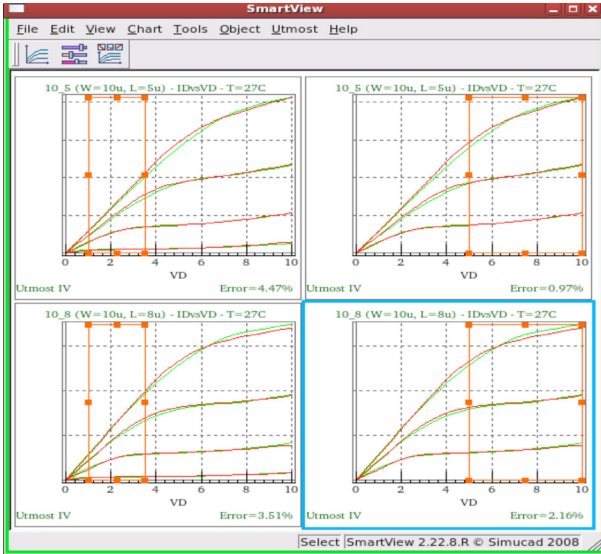 SmartView
File Edit View Chart Tools Object Utmost Help
10_5 (W=10u, L=5u) - IDvsVD - T=27C
0 2 4 6 8 10
VD
Utmost IV Error=4.47%
10_5 (W=10u, L=5u) - IDvsVD - T=27C
0 2 4 6 8 10
VD
Utmost IV Error=0.97%
10_8 (W=10u, L=8u) - IDvsVD - T=27C
0 2 4 6 8 10
VD
Utmost IV Error=3.51%
10_8 (W=10u, L=8u) - IDvsVD - T=27C
0 2 4 6 8 10
VD
Utmost IV Error=2.16%
Select SmartView 2.22.8.R © Simucad 2008